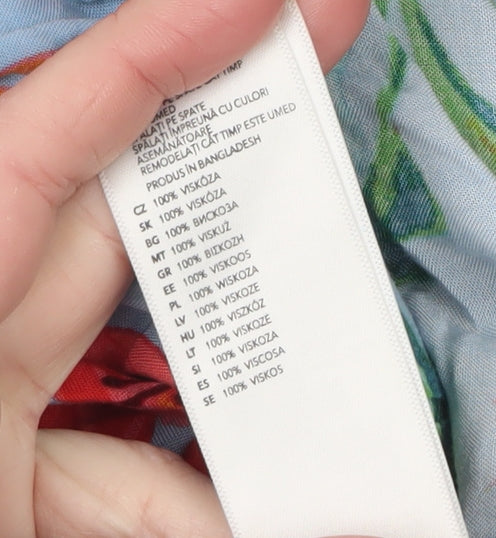 CÂT TIMP
UMED
SPĂLAȚI PE SPATE
SPĂLAȚI ÎMPREUNĂ CU CULORI
ASEMĂNĂTOARE
REMODELAȚI CÂT TIMP ESTE UMED
PRODUS ÎN BANGLADESH
CZ 100% VISKÓZA
SK 100% VISKÓZA
BG 100% ВИСКОЗА
MT 100% VISKUŻ
GR 100% ΒΙΣΚΟΖΗ
EE 100% VISKOOS
PL 100% WISKOZA
LV 100% VISKOZE
HU 100% VISZKÓZ
LT 100% VISKOZE
SI 100% VISKOZA
ES 100% VISCOSA
SE 100% VISKOS